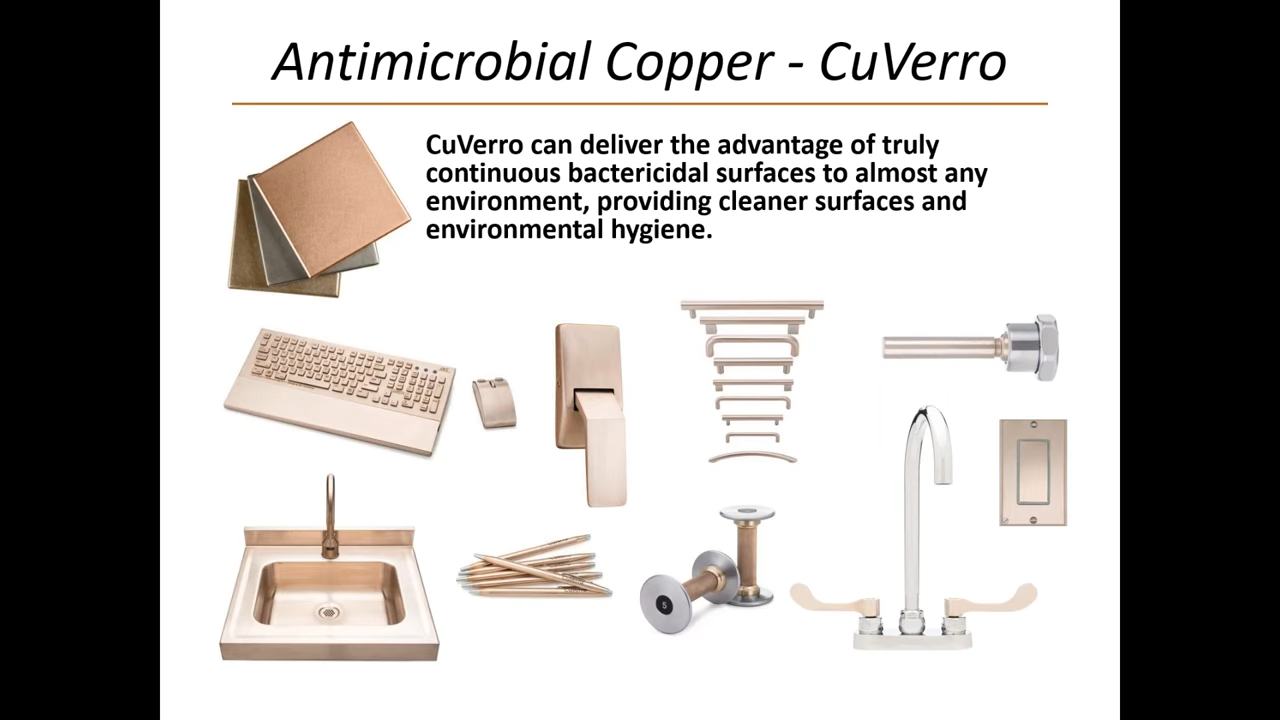 Antimicrobial Copper - CuVerro
CuVerro can deliver the advantage of truly
continuous bactericidal surfaces to almost any
environment, providing cleaner surfaces and
environmental hygiene.
5